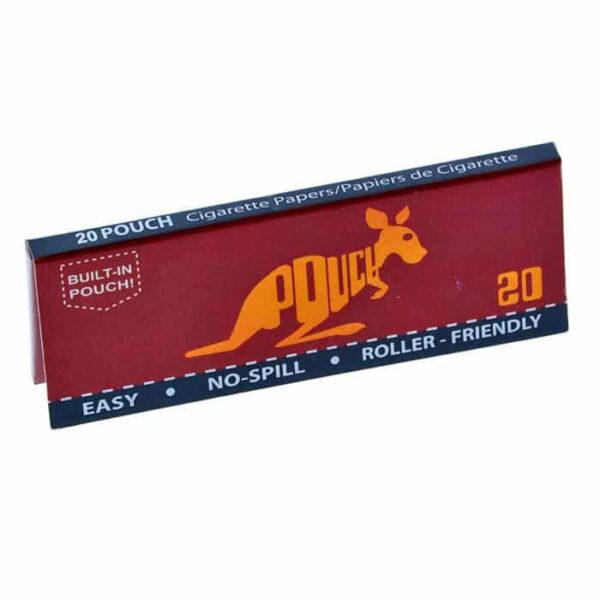 20 POUCH Cigarette Papers/Papiers de Cigarette
BUILT-IN
POUCH!
POUCH
20
EASY • NO-SPILL • ROLLER - FRIENDLY